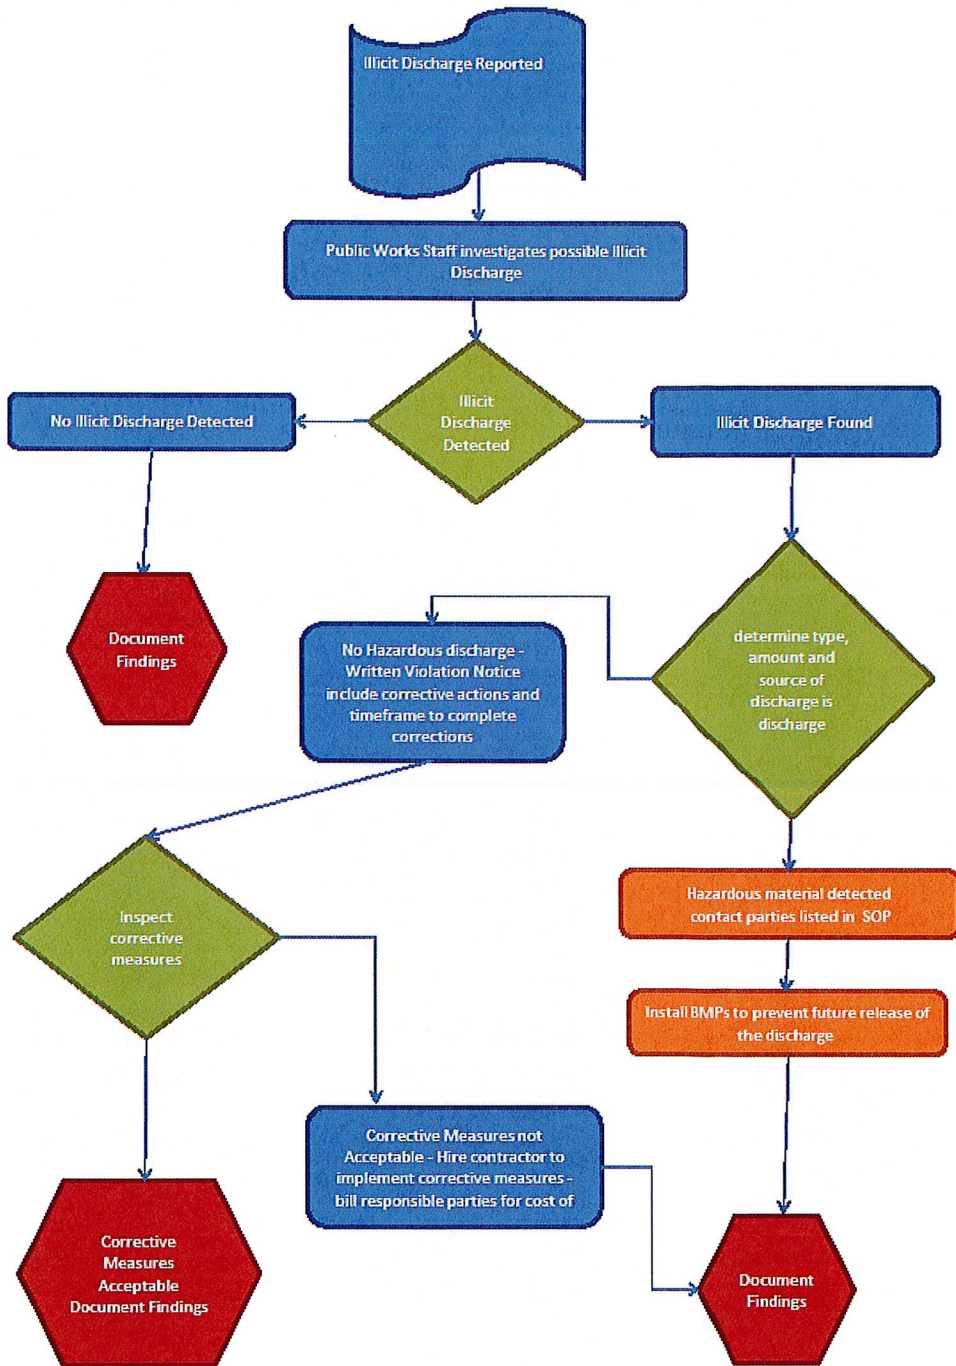 Illicit Discharge Reported
Public Works Staff investigates possible Illicit
Discharge
Illicit
Discharge
Detected
No Illicit Discharge Detected
Illicit Discharge Found
Document
Findings
No Hazardous discharge -
Written Violation Notice
include corrective actions and
timeframe to complete
corrections
determine type,
amount and
source of
discharge is
discharge
Inspect
corrective
measures
Hazardous material detected
contact parties listed in SOP
Install BMPs to prevent future release of
the discharge
Corrective Measures not
Acceptable - Hire contractor to
implement corrective measures -
bill responsible parties for cost of
Corrective
Measures
Acceptable
Document Findings
Document
Findings